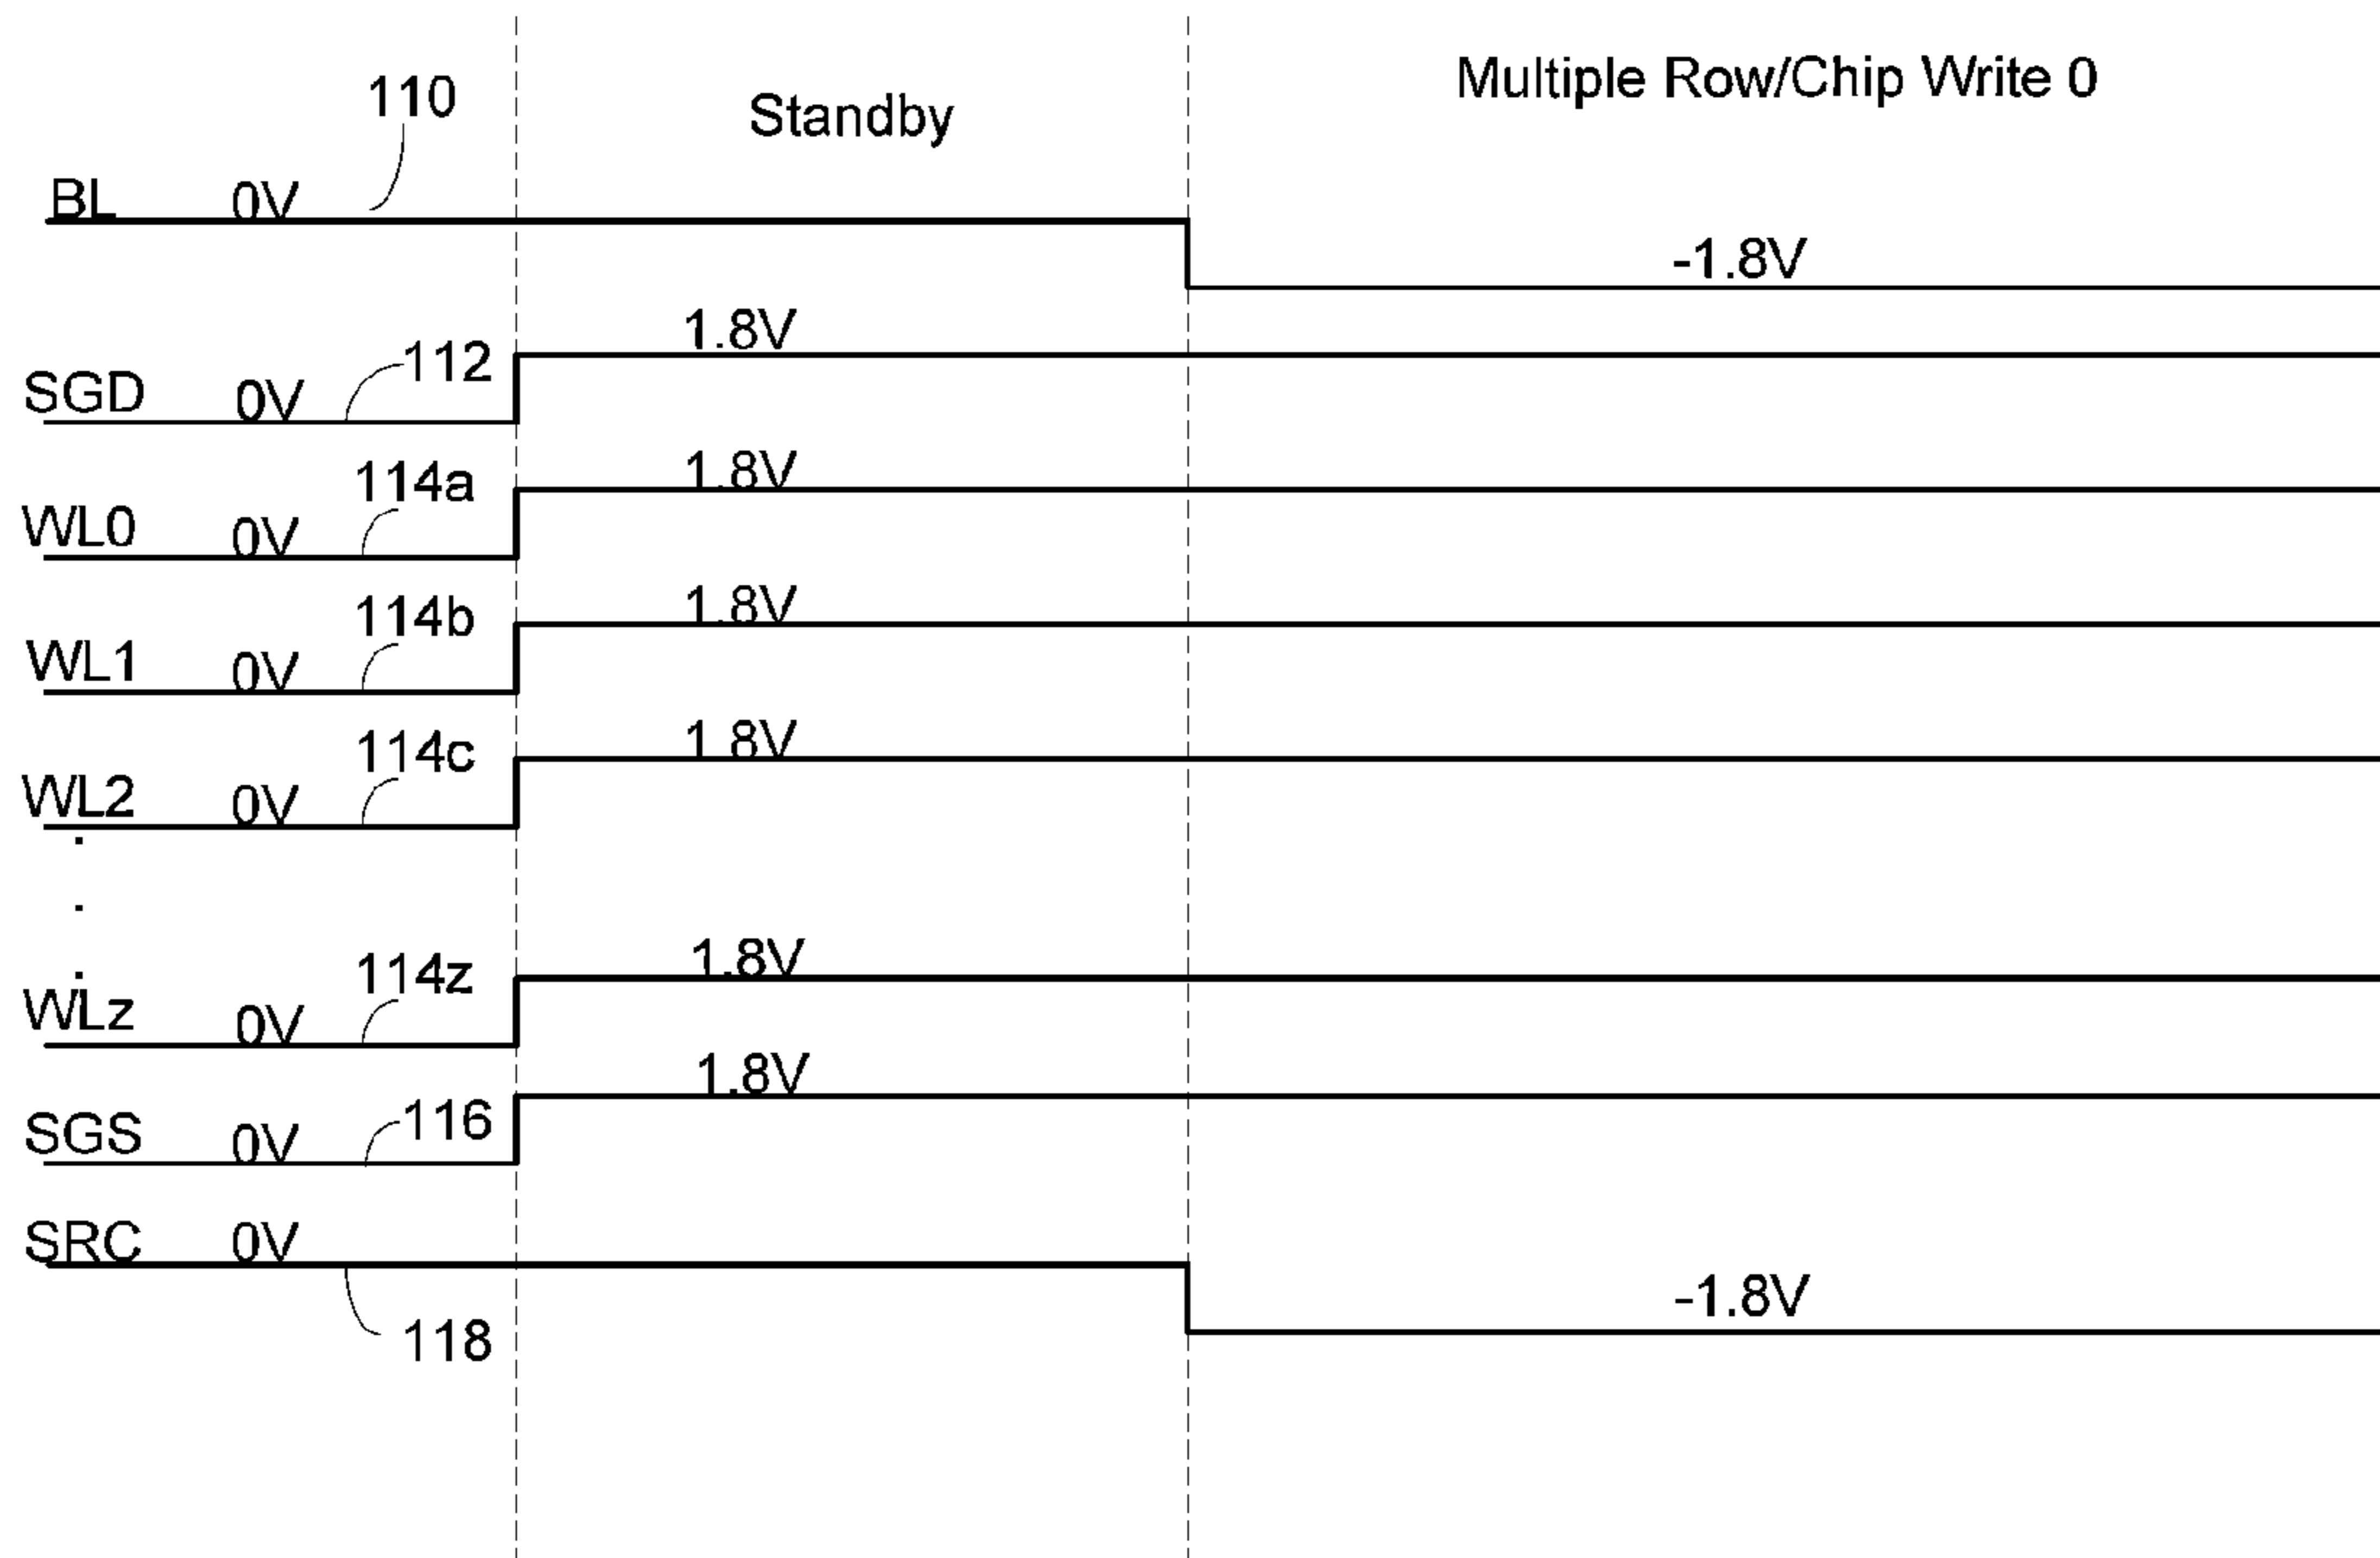 Multiple Row/Chip Write 0
110
Standby
BL 0V
-1.8V
1.8V
112
SGD 0V
1.8V
114a
WL0 0V
1.8V
114b
WL1 0V
1.8V
114c
WL2 0V
.
.
.
1.8V
114z
WLz 0V
1.8V
116
SGS 0V
SRC 0V
-1.8V
118